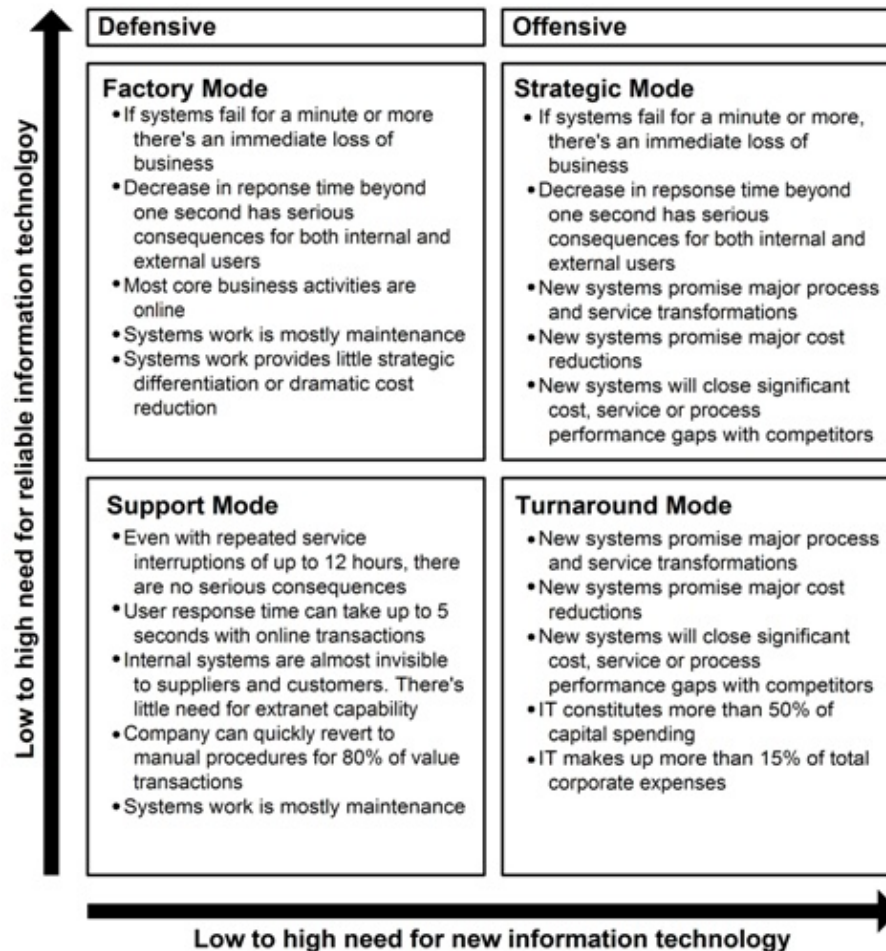 Defensive
Offensive
Low to high need for reliable information technolgoy
Factory Mode
• If systems fail for a minute or more
there's an immediate loss of
business
• Decrease in reponse time beyond
one second has serious
consequences for both internal and
external users
• Most core business activities are
online
• Systems work is mostly maintenance
• Systems work provides little strategic
differentiation or dramatic cost
reduction
Strategic Mode
• If systems fail for a minute or more,
there's an immediate loss of
business
• Decrease in repsonse time beyond
one second has serious
consequences for both internal and
external users
• New systems promise major process
and service transformations
• New systems promise major cost
reductions
• New systems will close significant
cost, service or process
performance gaps with competitors
Support Mode
• Even with repeated service
interruptions of up to 12 hours, there
are no serious consequences
• User response time can take up to 5
seconds with online transactions
• Internal systems are almost invisible
to suppliers and customers. There's
little need for extranet capability
• Company can quickly revert to
manual procedures for 80% of value
transactions
• Systems work is mostly maintenance
Turnaround Mode
• New systems promise major process
and service transformations
• New systems promise major cost
reductions
• New systems will close significant
cost, service or process
performance gaps with competitors
• IT constitutes more than 50% of
capital spending
• IT makes up more than 15% of total
corporate expenses
Low to high need for new information technology